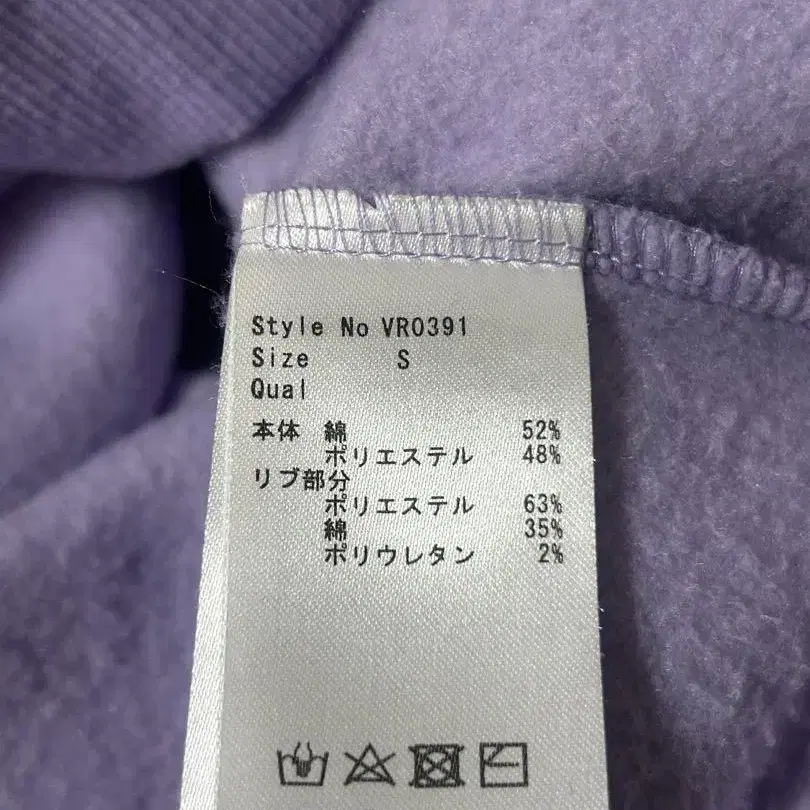 Style No VR0391
Size S
Qual
本体 綿 52%
ポリエステル 48%
リブ部分
ポリエステル 63%
綿 35%
ポリウレタン 2%